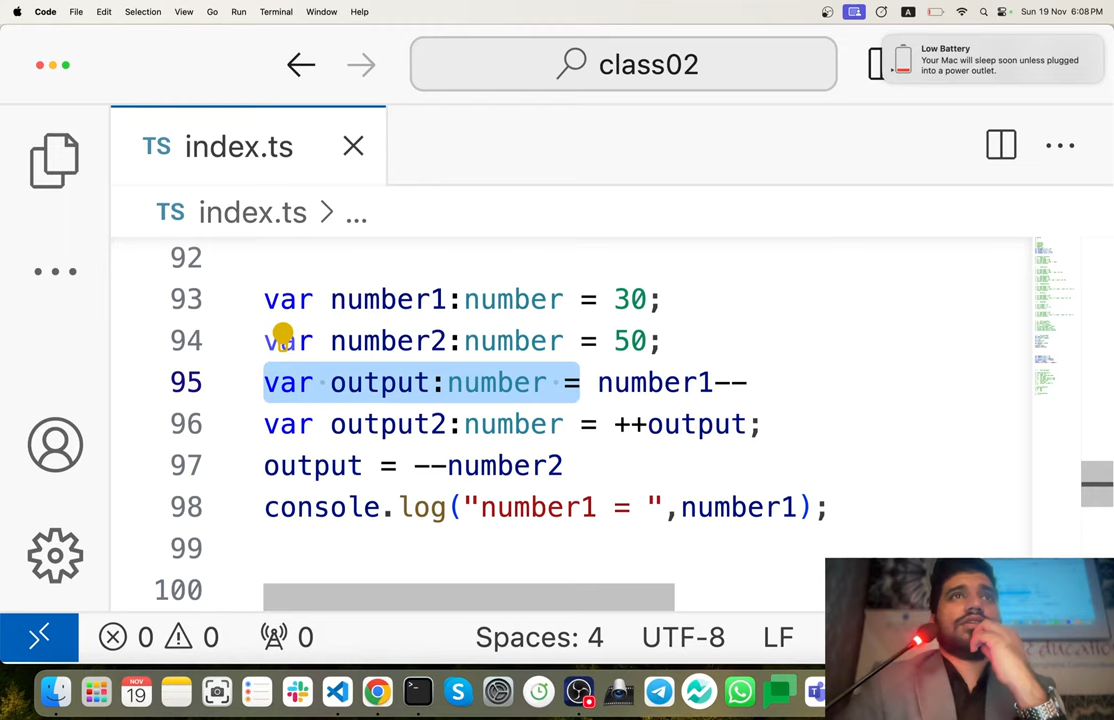 Code File Edit Selection View Go Run Terminal Window Help A Sun 19 Nov 6:08 PM
class02
Low Battery
Your Mac will sleep soon unless plugged
into a power outlet.
TS index.ts
TS index.ts > ...
92
93 var number1:number = 30;
94 var number2:number = 50;
95 var output:number = number1--
96 var output2:number = ++output;
97 output = --number2
98 console.log("number1 = ",number1);
99
100
0 0 0 Spaces: 4 UTF-8 LF
NOV
19